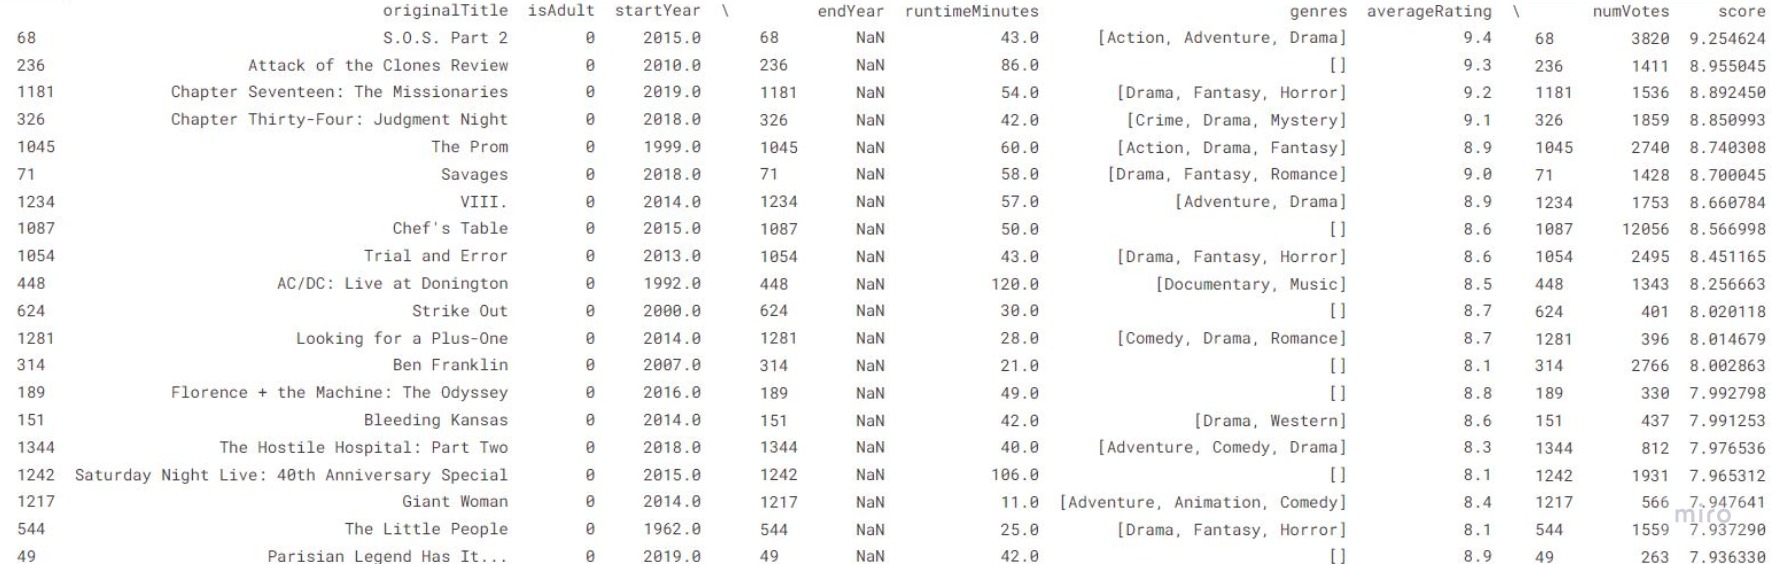 originalTitle isAdult startYear \ endYear runtimeMinutes genres averageRating \ numVotes score
68 S.O.S. Part 2 0 2015.0 68 NaN 43.0 [Action, Adventure, Drama] 9.4 68 3820 9.254624
236 Attack of the Clones Review 0 2010.0 236 NaN 86.0 [] 9.3 236 1411 8.955045
1181 Chapter Seventeen: The Missionaries 0 2019.0 1181 NaN 54.0 [Drama, Fantasy, Horror] 9.2 1181 1536 8.892450
326 Chapter Thirty-Four: Judgment Night 0 2018.0 326 NaN 42.0 [Crime, Drama, Mystery] 9.1 326 1859 8.850993
1045 The Prom 0 1999.0 1045 NaN 60.0 [Action, Drama, Fantasy] 8.9 1045 2740 8.740308
71 Savages 0 2018.0 71 NaN 58.0 [Drama, Fantasy, Romance] 9.0 71 1428 8.700045
1234 VIII. 0 2014.0 1234 NaN 57.0 [Adventure, Drama] 8.9 1234 1753 8.660784
1087 Chef's Table 0 2015.0 1087 NaN 50.0 [] 8.6 1087 12056 8.566998
1054 Trial and Error 0 2013.0 1054 NaN 43.0 [Drama, Fantasy, Horror] 8.6 1054 2495 8.451165
448 AC/DC: Live at Donington 0 1992.0 448 NaN 120.0 [Documentary, Music] 8.5 448 1343 8.256663
624 Strike Out 0 2000.0 624 NaN 30.0 [] 8.7 624 401 8.020118
1281 Looking for a Plus-One 0 2014.0 1281 NaN 28.0 [Comedy, Drama, Romance] 8.7 1281 396 8.014679
314 Ben Franklin 0 2007.0 314 NaN 21.0 [] 8.1 314 2766 8.002863
189 Florence + the Machine: The Odyssey 0 2016.0 189 NaN 49.0 [] 8.8 189 330 7.992798
151 Bleeding Kansas 0 2014.0 151 NaN 42.0 [Drama, Western] 8.6 151 437 7.991253
1344 The Hostile Hospital: Part Two 0 2018.0 1344 NaN 40.0 [Adventure, Comedy, Drama] 8.3 1344 812 7.976536
1242 Saturday Night Live: 40th Anniversary Special 0 2015.0 1242 NaN 106.0 [] 8.1 1242 1931 7.965312
1217 Giant Woman 0 2014.0 1217 NaN 11.0 [Adventure, Animation, Comedy] 8.4 1217 566 7.947641
miro
544 The Little People 0 1962.0 544 NaN 25.0 [Drama, Fantasy, Horror] 8.1 544 1559 7.937290
49 Parisian Legend Has It... 0 2019.0 49 NaN 42.0 [] 8.9 49 263 7.936330